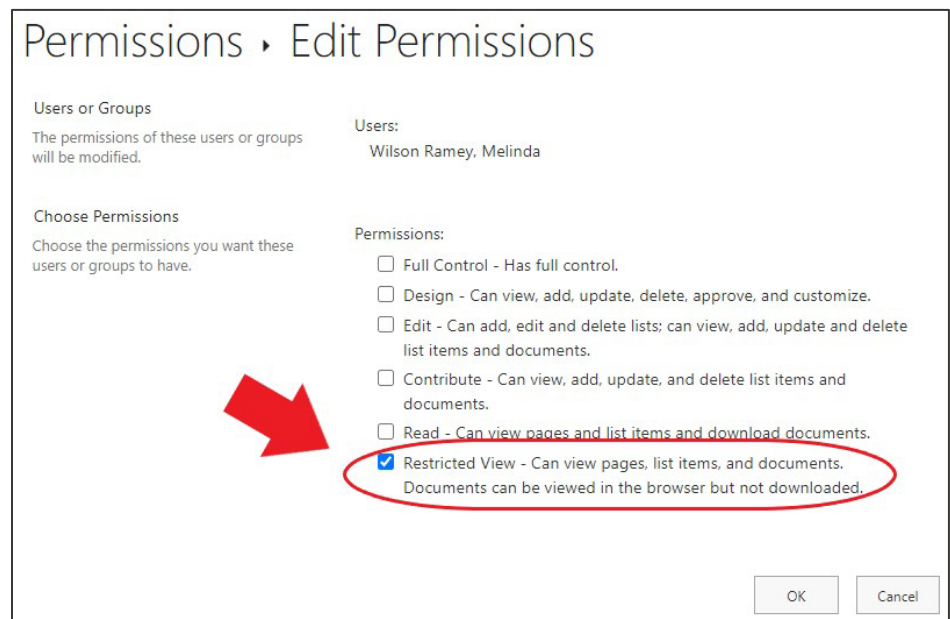 Permissions ▸ Edit Permissions
Users or Groups
The permissions of these users or groups
will be modified.
Users:
Wilson Ramey, Melinda
Choose Permissions
Choose the permissions you want these
users or groups to have.
Permissions:
Full Control - Has full control.
Design - Can view, add, update, delete, approve, and customize.
Edit - Can add, edit and delete lists; can view, add, update and delete
list items and documents.
Contribute - Can view, add, update, and delete list items and
documents.
Read - Can view pages and list items and download documents.
Restricted View - Can view pages, list items, and documents.
Documents can be viewed in the browser but not downloaded.
OK
Cancel